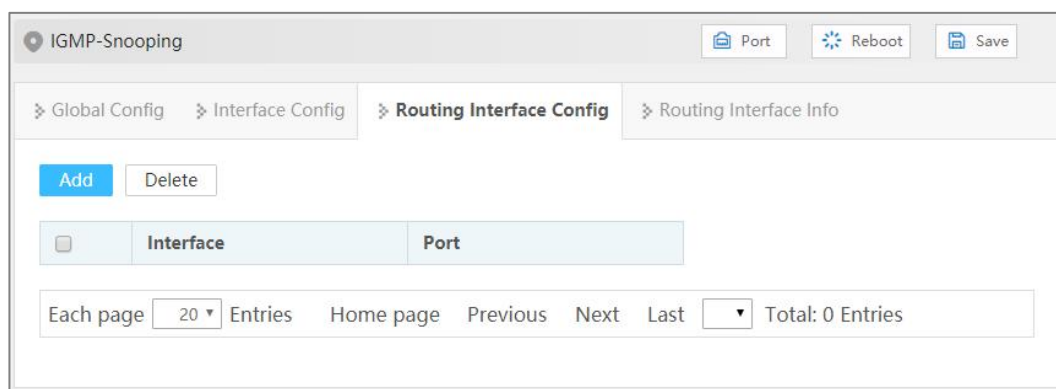 IGMP-Snooping Port Reboot Save
Global Config Interface Config Routing Interface Config Routing Interface Info
Add Delete
Interface Port
Each page 20 Entries Home page Previous Next Last Total: 0 Entries